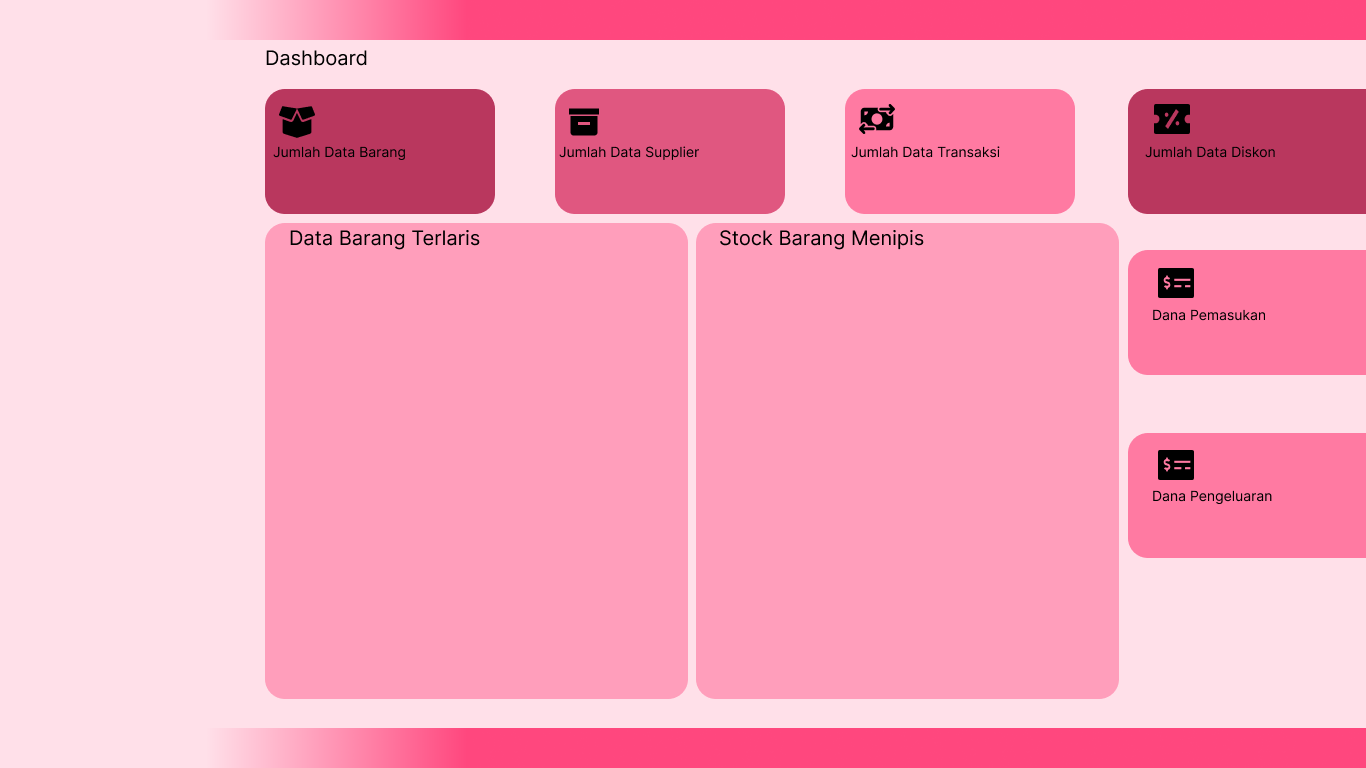 Dashboard
Jumlah Data Barang
Jumlah Data Supplier
Jumlah Data Transaksi
Jumlah Data Diskon
Data Barang Terlaris
Stock Barang Menipis
Dana Pemasukan
Dana Pengeluaran